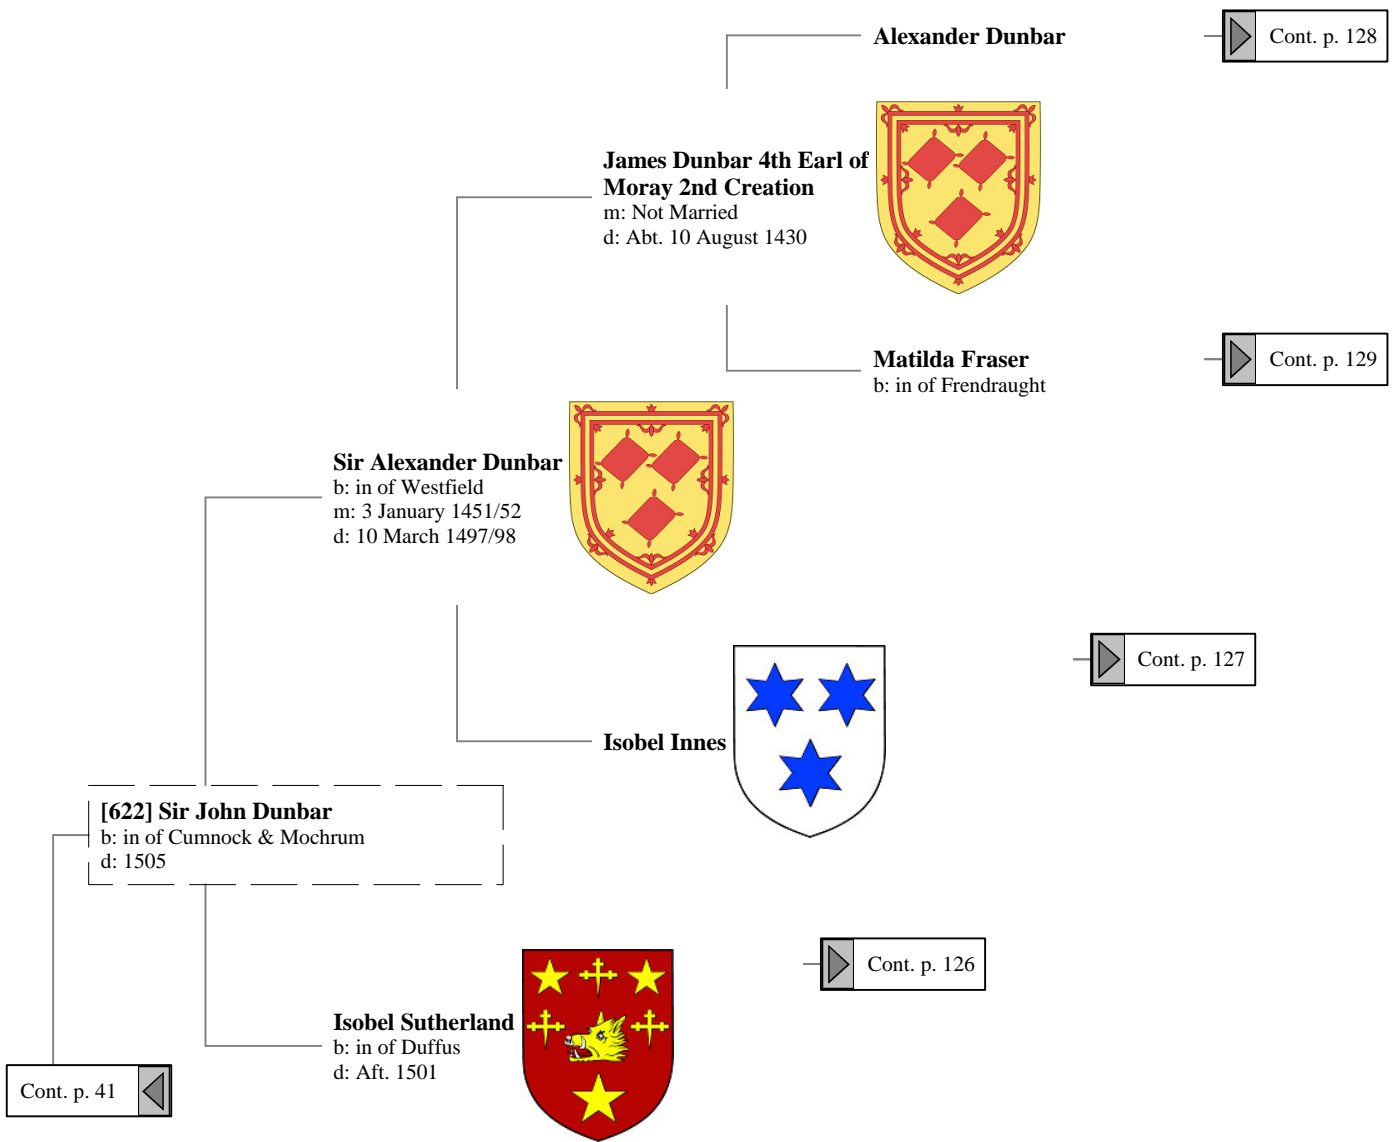 Alexander Dunbar
Cont. p. 128
James Dunbar 4th Earl of
Moray 2nd Creation
m: Not Married
d: Abt. 10 August 1430
Matilda Fraser
b: in of Frendraught
Cont. p. 129
Sir Alexander Dunbar
b: in of Westfield
m: 3 January 1451/52
d: 10 March 1497/98
Cont. p. 127
Isobel Innes
[622] Sir John Dunbar
b: in of Cumnock & Mochrum
d: 1505
Cont. p. 126
Isobel Sutherland
b: in of Duffus
d: Aft. 1501
Cont. p. 41